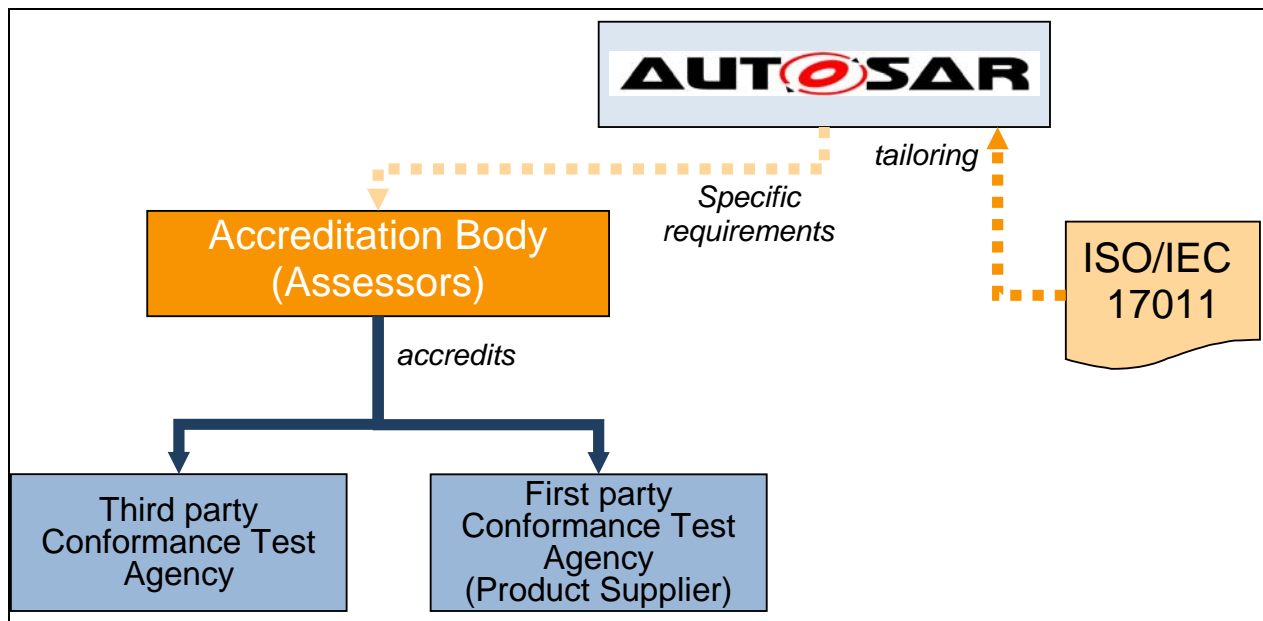 AUTOSAR
tailoring
Specific
requirements
Accreditation Body
(Assessors)
ISO/IEC
17011
accredits
Third party
Conformance Test
Agency
First party
Conformance Test
Agency
(Product Supplier)